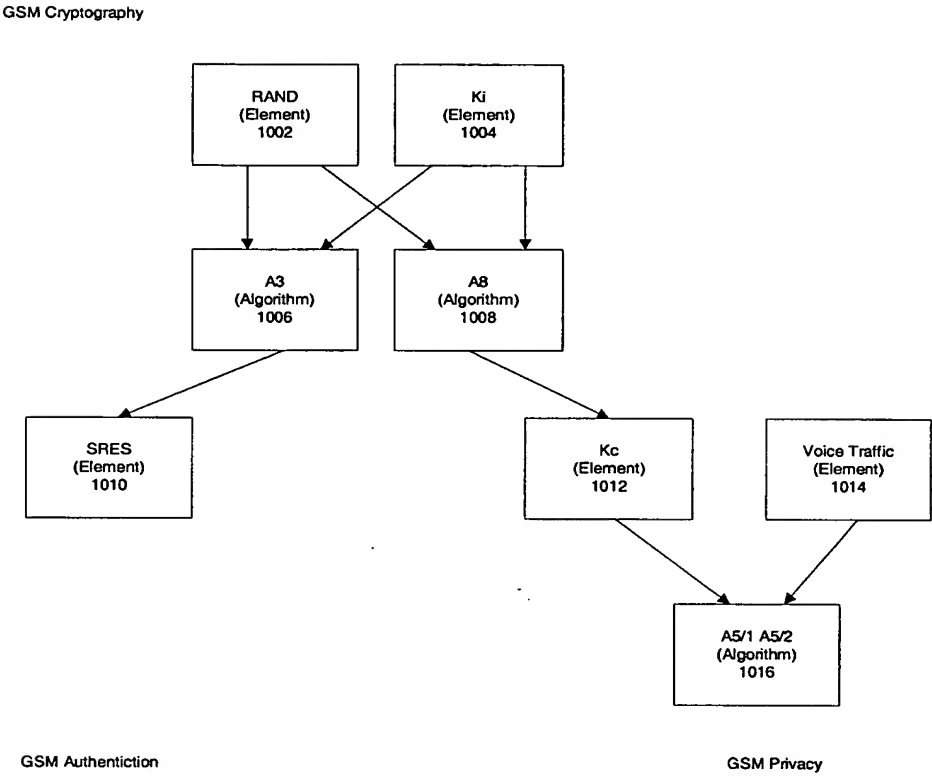 GSM Cryptography
RAND
(Element)
1002
Ki
(Element)
1004
A3
(Algorithm)
1006
A8
(Algorithm)
1008
SRES
(Element)
1010
Kc
(Element)
1012
Voice Traffic
(Element)
1014
A5/1 A5/2
(Algorithm)
1016
GSM Authentiction
GSM Privacy